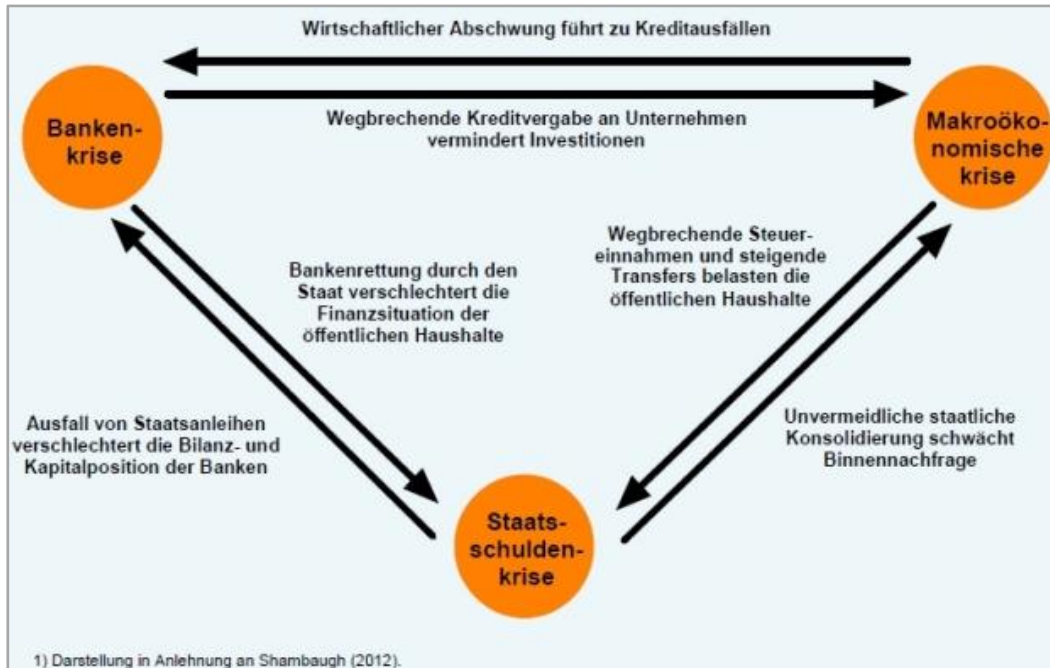 Wirtschaftlicher Abschwung führt zu Kreditausfällen
Banken-
krise
Wegbrechende Kreditvergabe an Unternehmen
vermindert Investitionen
Makroöko-
nomische
krise
Wegbrechende Steuer-
einnahmen und steigende
Transfers belasten die
öffentlichen Haushalte
Bankenrettung durch den
Staat verschlechtert die
Finanzsituation der
öffentlichen Haushalte
Ausfall von Staatsanleihen
verschlechtert die Bilanz- und
Kapitalposition der Banken
Unvermeidliche staatliche
Konsolidierung schwächt
Binnennachfrage
Staats-
schulden-
krise
1) Darstellung in Anlehnung an Shambaugh (2012).